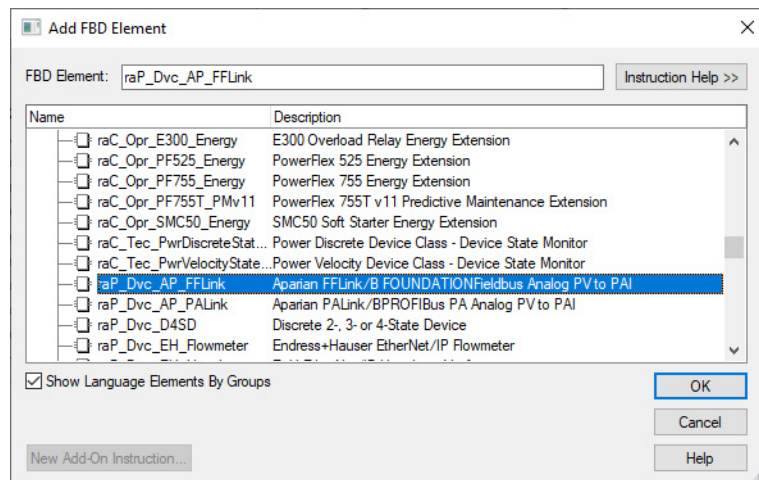 Add FBD Element
FBD Element: raP_Dvc_AP_FFLink Instruction Help >>
Name Description
raC_Opr_E300_Energy E300 Overload Relay Energy Extension
raC_Opr_PF525_Energy PowerFlex 525 Energy Extension
raC_Opr_PF755_Energy PowerFlex 755 Energy Extension
raC_Opr_PF755T_PMv11 PowerFlex 755T v11 Predictive Maintenance Extension
raC_Opr_SMC50_Energy SMC50 Soft Starter Energy Extension
raC_Tec_PwrDiscreteStat... Power Discrete Device Class - Device State Monitor
raC_Tec_PwrVelocityState... Power Velocity Device Class - Device State Monitor
raP_Dvc_AP_FFLink Aparian FFLink/B FOUNDATIONFieldbus Analog PV to PAI
raP_Dvc_AP_PALink Aparian PALink/BPROFIBus PA Analog PV to PAI
raP_Dvc_D4SD Discrete 2-, 3- or 4-State Device
raP_Dvc_EH_Flowmeter Endress+Hauser EtherNet/IP Flowmeter
Show Language Elements By Groups
OK
Cancel
New Add-On Instruction... Help